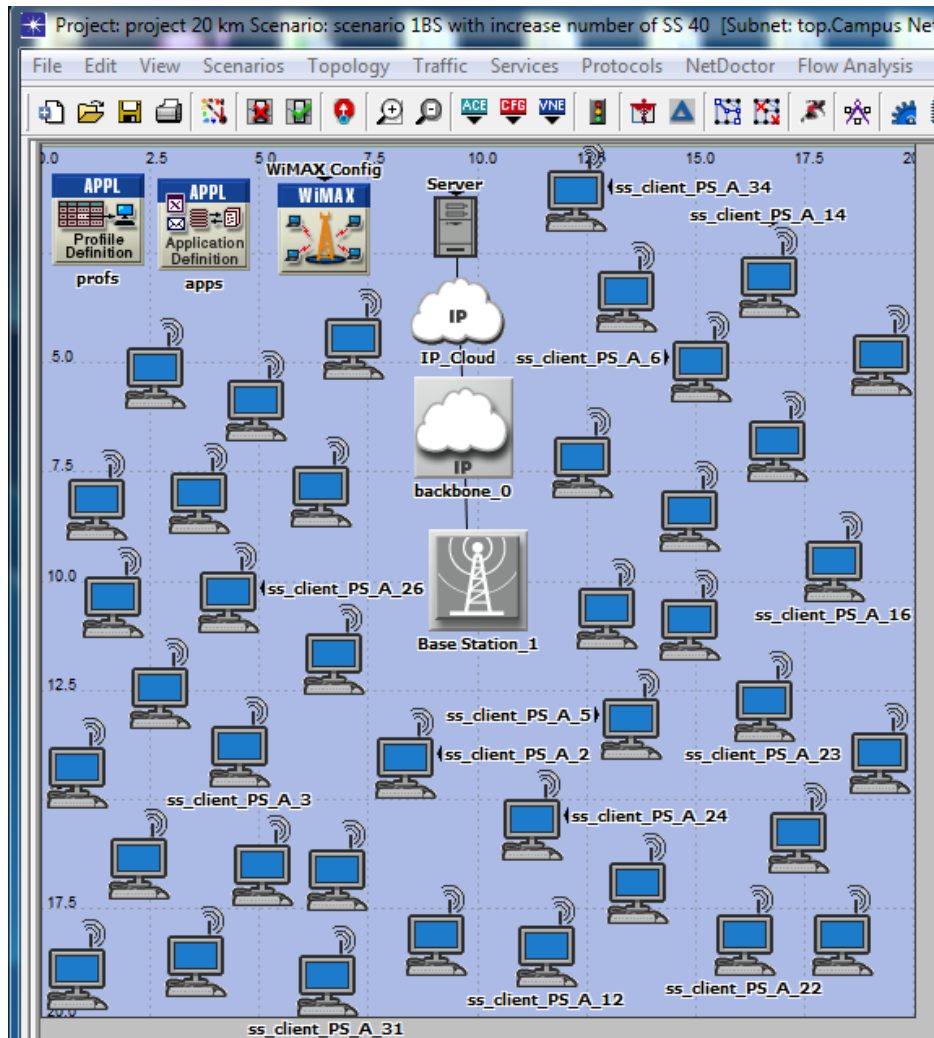 Project: project 20 km Scenario: scenario 1BS with increase number of SS 40 [Subnet: top.Campus Net
File Edit View Scenarios Topology Traffic Services Protocols NetDoctor Flow Analysis
ACE CFG VNE
0.0 2.5 5.0 7.5 10.0 12.5 15.0 17.5 20
WiMAX_Config
APPL
Profiile
Definition
profs
APPL
Application
Definition
apps
WiMAX
Server
ss_client_PS_A_34
ss_client_PS_A_14
IP
IP_Cloud
ss_client_PS_A_6
5.0
7.5
IP
backbone_0
10.0
ss_client_PS_A_26
ss_client_PS_A_16
Base Station_1
12.5
ss_client_PS_A_5
ss_client_PS_A_2
ss_client_PS_A_23
ss_client_PS_A_3
ss_client_PS_A_24
17.5
ss_client_PS_A_22
ss_client_PS_A_12
20.0
ss_client_PS_A_31